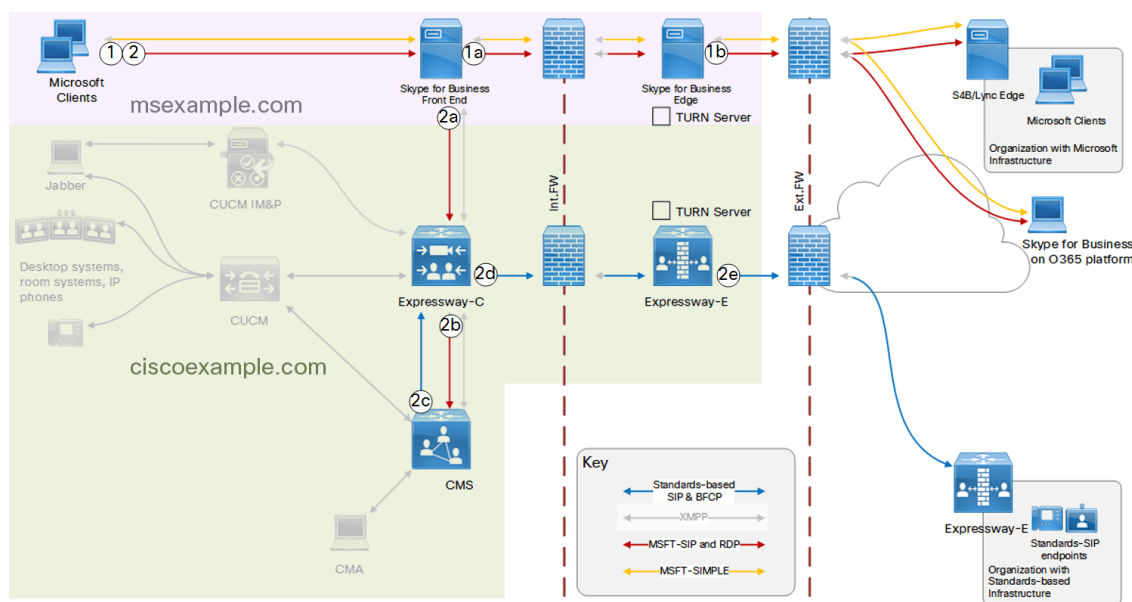 1 2
1a
1b
Microsoft
Clients
Skype for Business
Front End
Skype for Business
Edge
S4B/Lync Edge
Microsoft Clients
msexample.com
2a
TURN Server
Organization with Microsoft
Infrastructure
Jabber
CUCM IM&P
Int.FW
Ext.FW
TURN Server
Skype for Business
on O365 platform
Desktop systems,
room systems, IP
phones
2d
2e
Expressway-C
Expressway-E
CUCM
2b
ciscoexample.com
2c
CMS
Key
Standards-based
SIP & BFCP
XMPP
MSFT-SIP and RDP
MSFT-SIMPLE
CMA
Expressway-E
Standards-SIP
endpoints
Organization with
Standards-based
Infrastructure